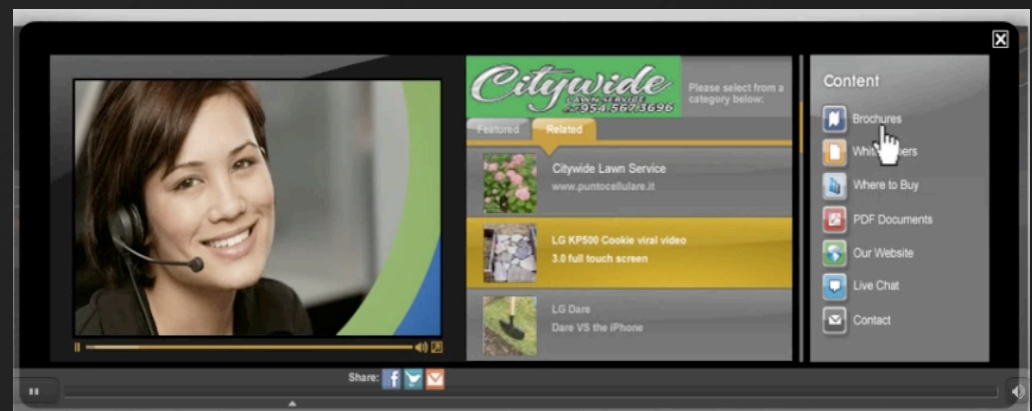 Citywide
LAWN SERVICE
954.567.3696
Please select from a
category below:
Featured
Related
Citywide Lawn Service
www.puntocellulare.it
LG KP500 Cookie viral video
3.0 full touch screen
LG Dare
Dare VS the iPhone
Share:
Content
Brochures
Where to Buy
PDF Documents
Our Website
Live Chat
Contact